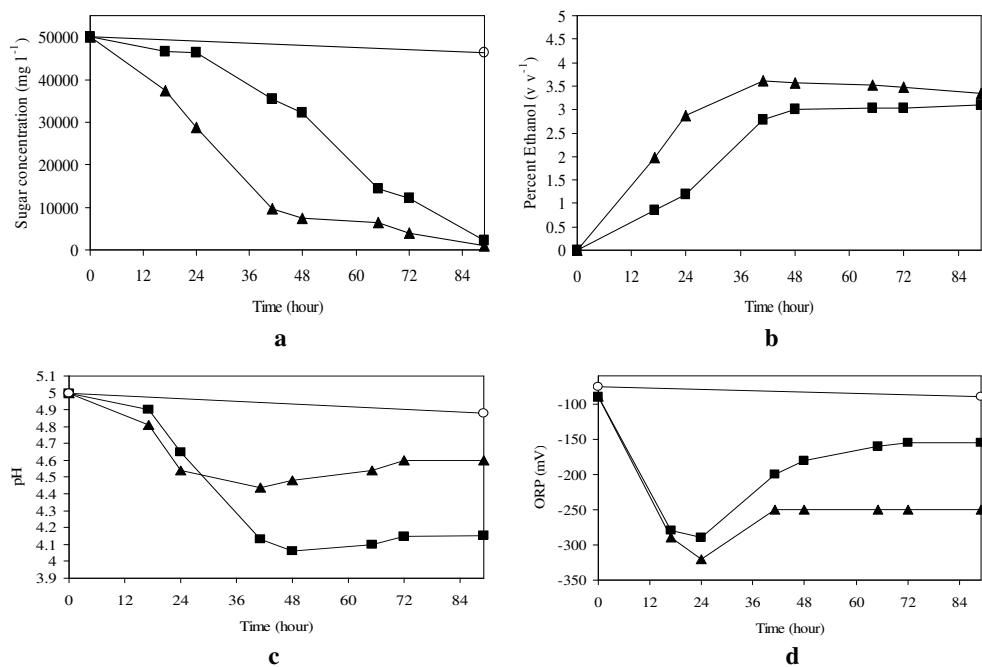 50000
40000
30000
20000
10000
0
Sugar concentration (mg l⁻¹)
0 12 24 36 48 60 72 84
Time (hour)
a
5
4.5
4
3.5
3
2.5
2
1.5
1
0.5
0
Percent Ethanol (v v⁻¹)
0 12 24 36 48 60 72 84
Time (hour)
b
5.1
5
4.9
4.8
4.7
4.6
4.5
4.4
4.3
4.2
4.1
4
3.9
pH
0 12 24 36 48 60 72 84
Time (hour)
c
-100
-150
-200
-250
-300
-350
ORP (mV)
0 12 24 36 48 60 72 84
Time (hour)
d